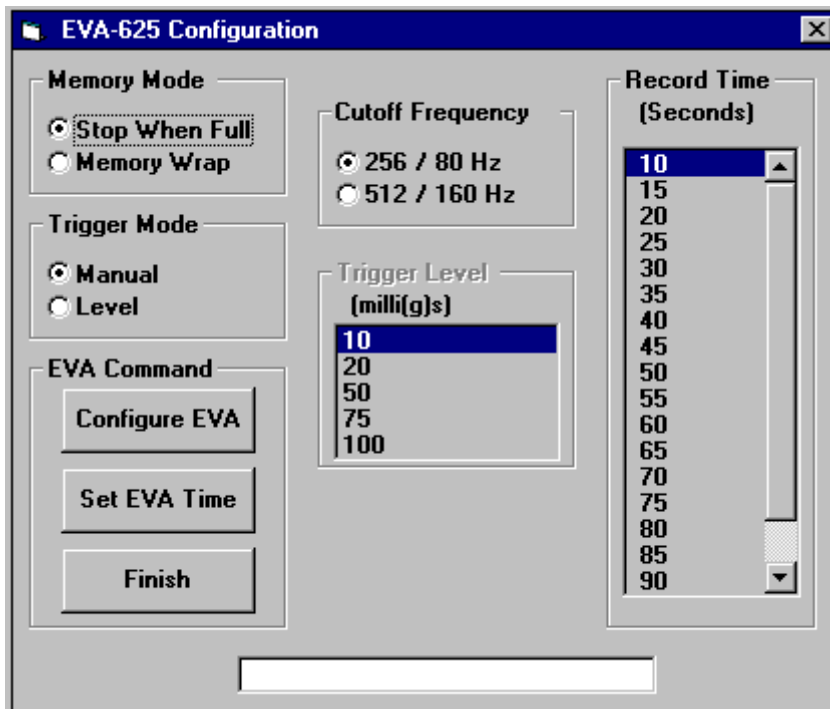 EVA-625 Configuration
Memory Mode
Stop When Full
Memory Wrap
Trigger Mode
Manual
Level
EVA Command
Configure EVA
Set EVA Time
Finish
Cutoff Frequency
256 / 80 Hz
512 / 160 Hz
Trigger Level
(milli(g)s)
10
20
50
75
100
Record Time
(Seconds)
10
15
20
25
30
35
40
45
50
55
60
65
70
75
80
85
90